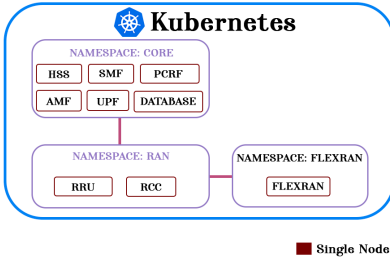 Kubernetes
NAMESPACE: CORE
HSS SMF PCRF
AMF UPF DATABASE
NAMESPACE: RAN
RRU RCC
NAMESPACE: FLEXRAN
FLEXRAN
Single Node